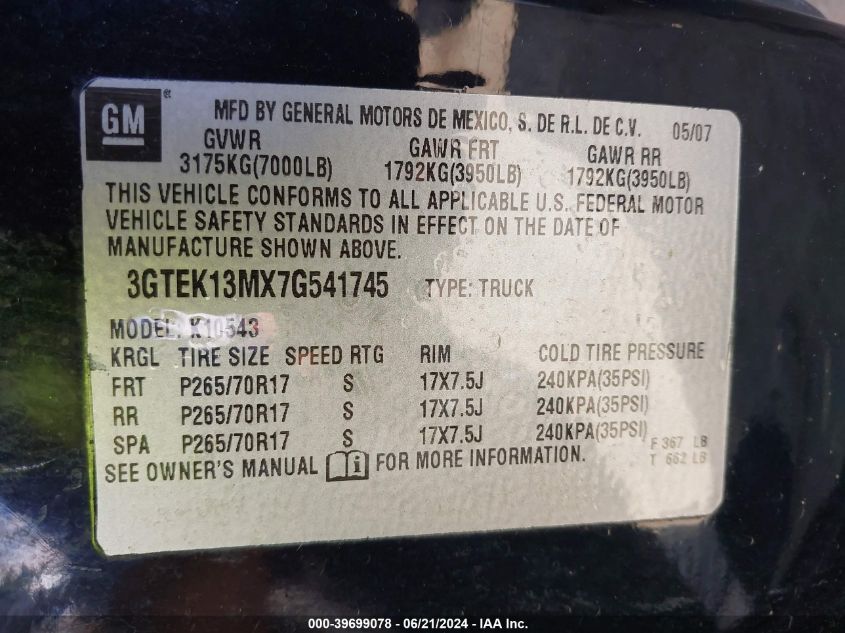 GM ® MFD BY GENERAL MOTORS DE MEXICO, S. DE R.L. DE C.V. 05/07
GVWR GAWR FRT GAWR RR
3175KG(7000LB) 1792KG(3950LB) 1792KG(3950LB)
THIS VEHICLE CONFORMS TO ALL APPLICABLE U.S. FEDERAL MOTOR
VEHICLE SAFETY STANDARDS IN EFFECT ON THE DATE OF
MANUFACTURE SHOWN ABOVE.
3GTEK13MX7G541745 TYPE: TRUCK
MODEL: K10543
KRGL TIRE SIZE SPEED RTG RIM COLD TIRE PRESSURE
FRT P265/70R17 S 17X7.5J 240KPA(35PSI)
RR P265/70R17 S 17X7.5J 240KPA(35PSI)
SPA P265/70R17 S 17X7.5J 240KPA(35PSI)
F 367 LB
T 662 LB
SEE OWNER'S MANUAL i FOR MORE INFORMATION.
000-39699078 - 06/21/2024 - IAA Inc.